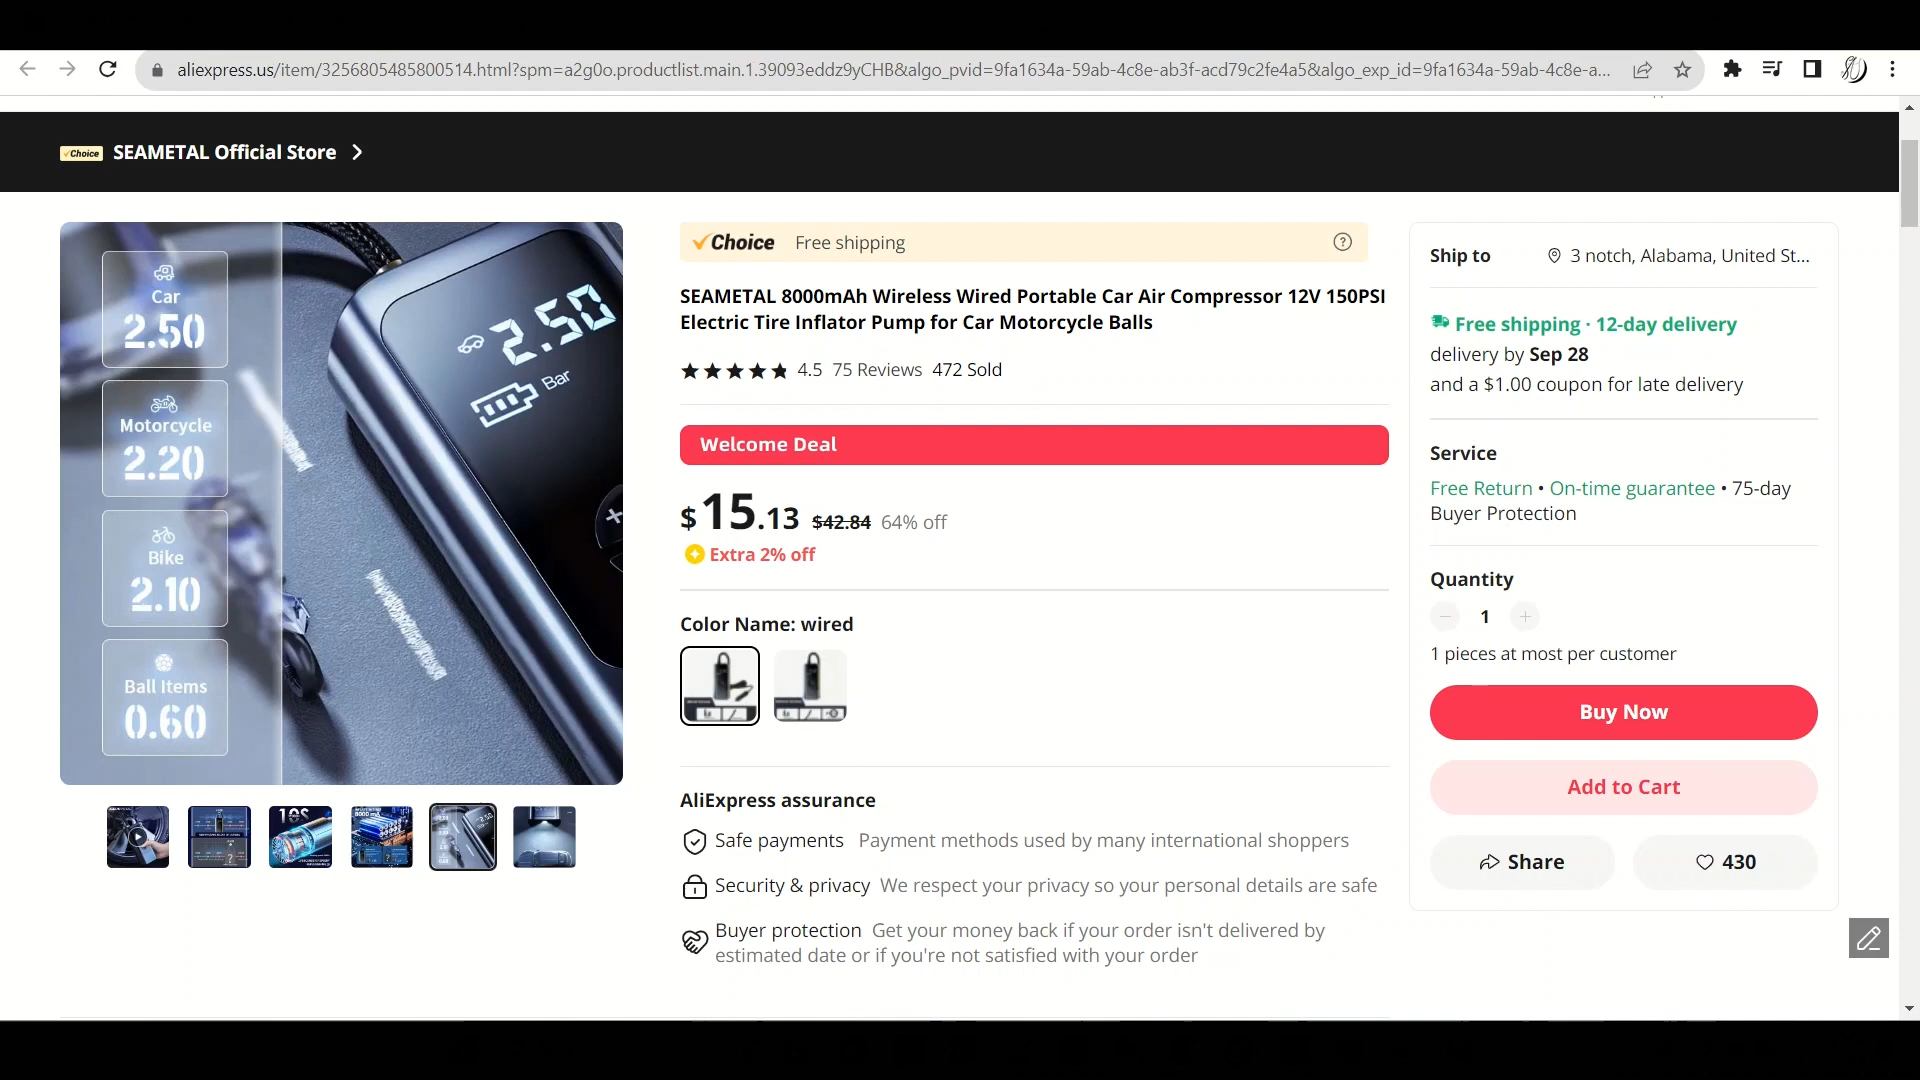 aliexpress.us/item/3256805485800514.html?spm=a2g0o.productlist.main.1.39093eddz9yCHB&algo_pvid=9fa1634a-59ab-4c8e-ab3f-acd79c2fe4a5&algo_exp_id=9fa1634a-59ab-4c8e-a...
Choice SEAMETAL Official Store
Car
2.50
Motorcycle
2.20
Bike
2.10
Ball Items
0.60
2.50
Bar
Choice Free shipping
SEAMETAL 8000mAh Wireless Wired Portable Car Air Compressor 12V 150PSI
Electric Tire Inflator Pump for Car Motorcycle Balls
4.5 75 Reviews 472 Sold
Welcome Deal
$15.13 $42.84 64% off
Extra 2% off
Color Name: wired
AliExpress assurance
Safe payments Payment methods used by many international shoppers
Security & privacy We respect your privacy so your personal details are safe
Buyer protection Get your money back if your order isn't delivered by
estimated date or if you're not satisfied with your order
Ship to 3 notch, Alabama, United St...
Free shipping · 12-day delivery
delivery by Sep 28
and a $1.00 coupon for late delivery
Service
Free Return • On-time guarantee • 75-day
Buyer Protection
Quantity
1
1 pieces at most per customer
Buy Now
Add to Cart
Share
430